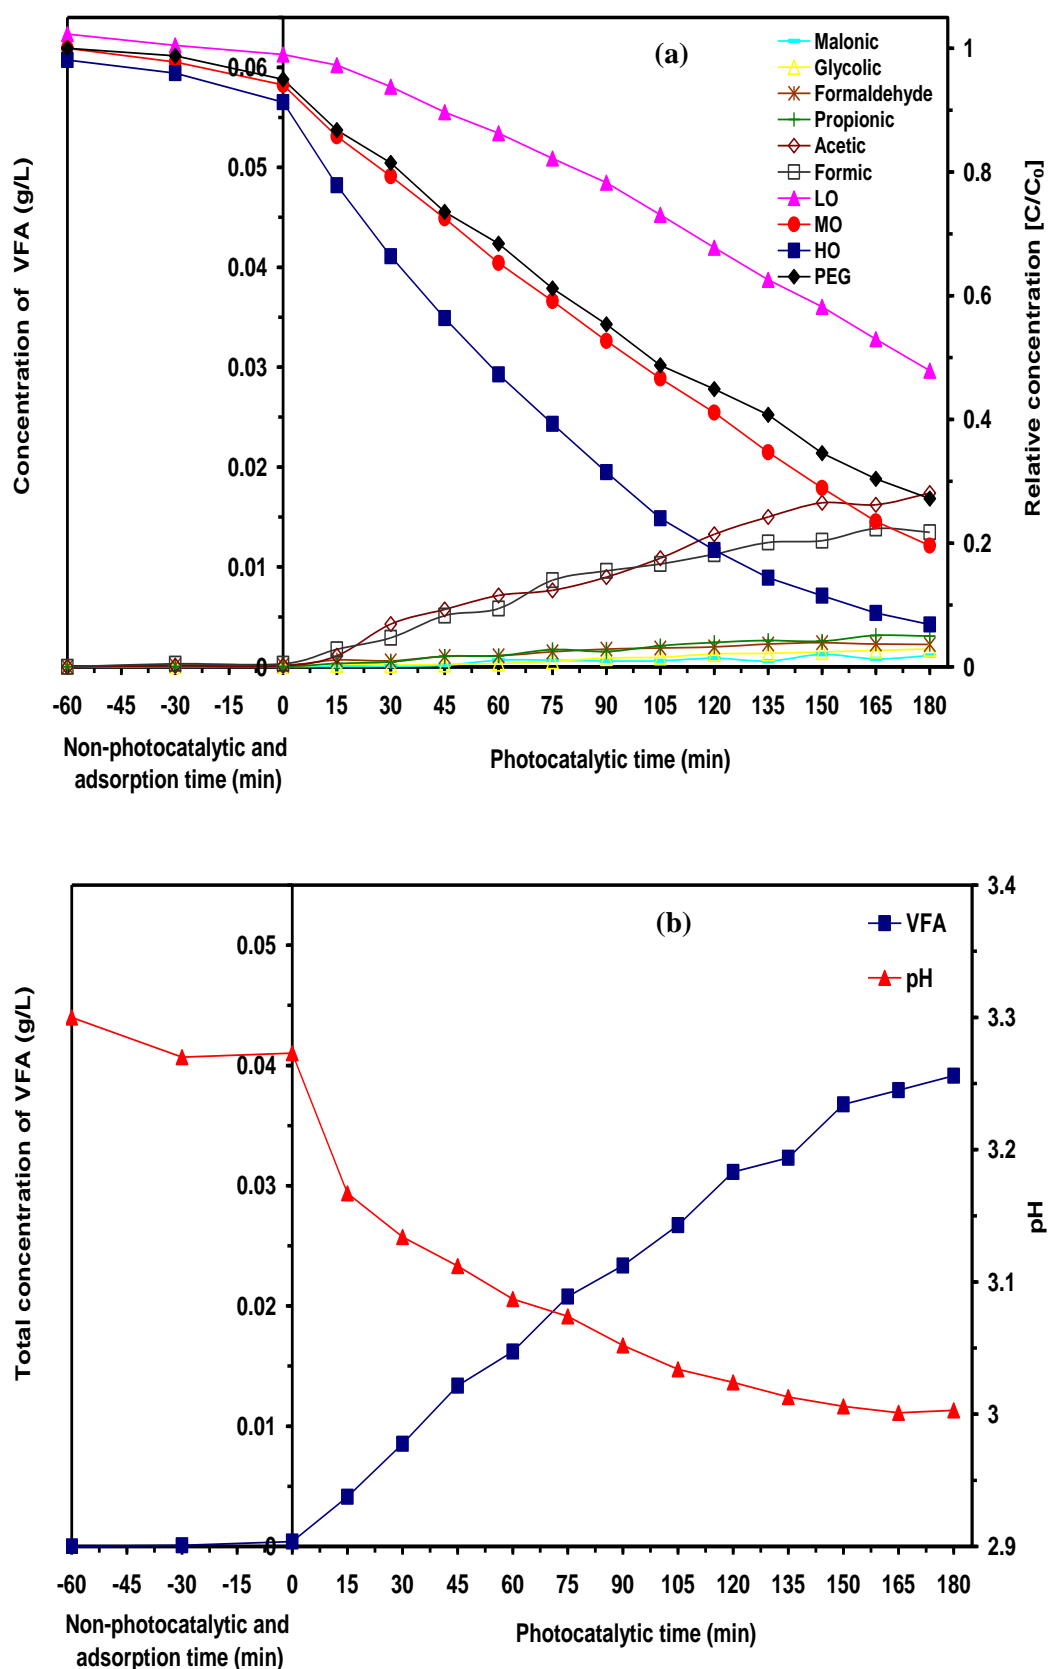 (a)
Malonic
Glycolic
Formaldehyde
Propionic
Acetic
Formic
LO
MO
HO
PEG
Concentration of VFA (g/L)
0.06
0.05
0.04
0.03
0.02
0.01
0
Relative concentration [C/C0]
1
0.8
0.6
0.4
0.2
0
-60 -45 -30 -15 0 15 30 45 60 75 90 105 120 135 150 165 180
Non-photocatalytic and
adsorption time (min)
Photocatalytic time (min)
(b)
VFA
pH
Total concentration of VFA (g/L)
0.05
0.04
0.03
0.02
0.01
0
pH
3.4
3.3
3.2
3.1
3
2.9
-60 -45 -30 -15 0 15 30 45 60 75 90 105 120 135 150 165 180
Non-photocatalytic and
adsorption time (min)
Photocatalytic time (min)